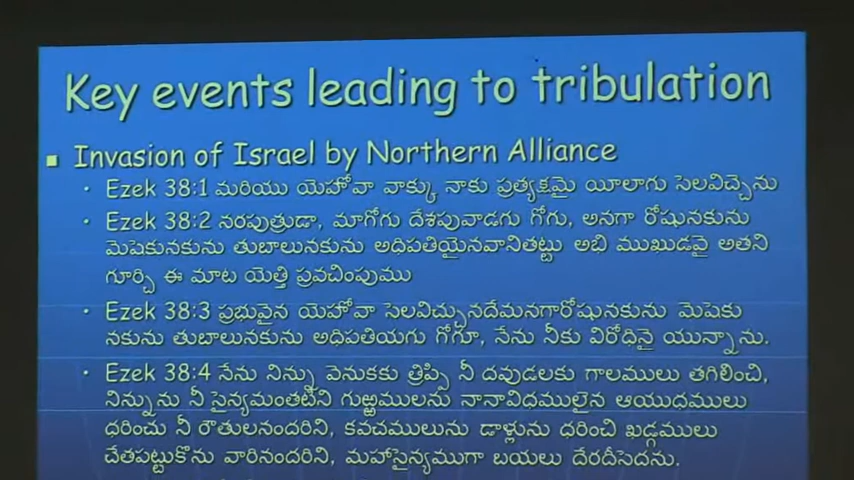 Key events leading to tribulation
Invasion of Israel by Northern Alliance
Ezek 38:1 మరియు యెహోవా వాక్కు నాకు ప్రత్యక్షమై యీలాగు సెలవిచ్చెను
Ezek 38:2 నరపుత్రుడా, మాగోగు దేశపువాడగు గోగు, అనగా రోషునకును
మెషెకునకును తుబాలునకును అధిపతియైనవానితట్టు అభి ముఖుడవై అతని
గూర్చి ఈ మాట యెత్తి ప్రవచింపుము
Ezek 38:3 ప్రభువైన యెహోవా సెలవిచ్చునదేమనగారోషునకును మెషెకు
నకును తుబాలునకును అధిపతియగు గోగూ, నేను నీకు విరోధినై యున్నాను.
Ezek 38:4 నేను నిన్ను వెనుకకు త్రిప్పి నీ దవుడలకు గాలములు తగిలించి,
నిన్నును నీ సైన్యమంతటిని గుఱ్ఱములను నానావిధములైన ఆయుధములు
ధరించు నీ రౌతులనందరిని, కవచములును డాళ్లును ధరించి ఖడ్గములు
చేతపట్టుకొను వారినందరిని, మహాసైన్యముగా బయలు దేరదీసెదను.